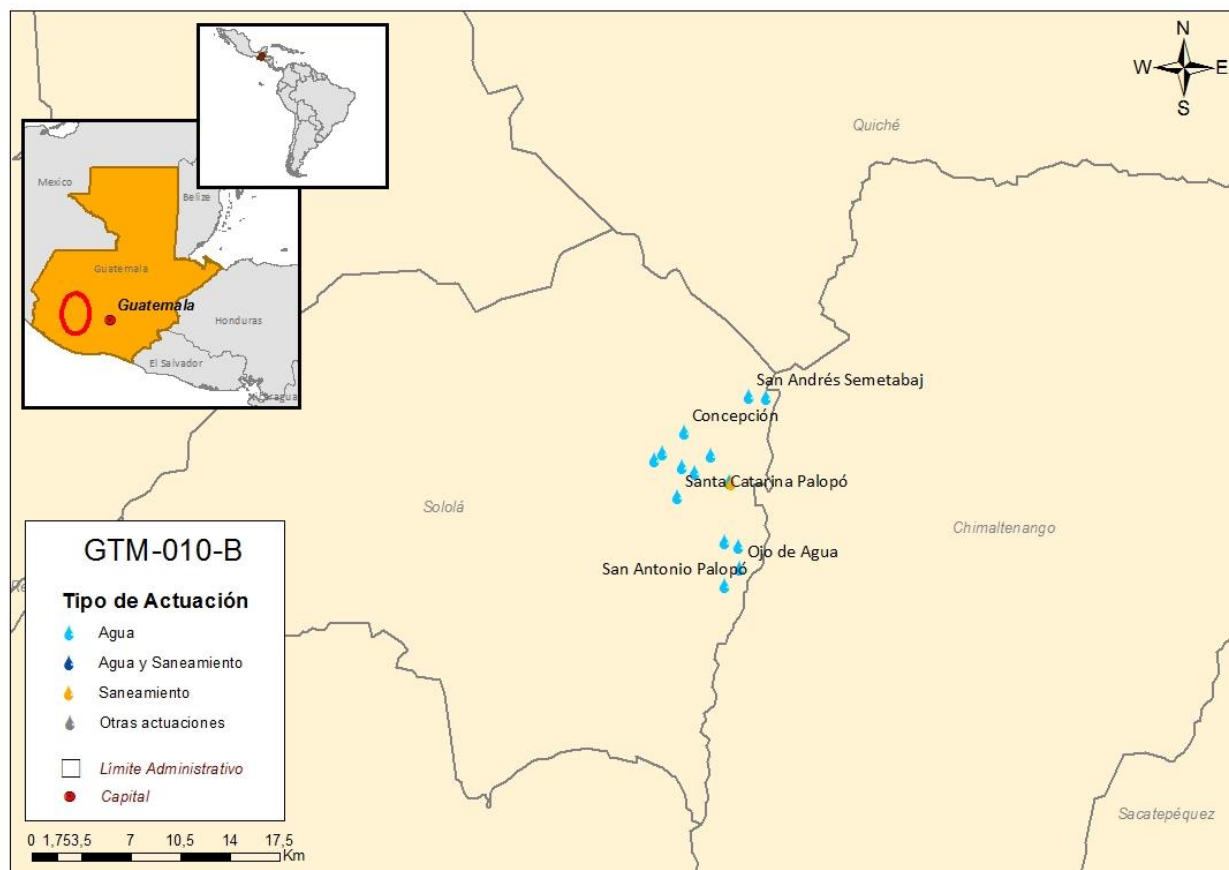 N
W E
S
Quiché
Mexico
Belize
Guatemala
Guatemala
Honduras
El Salvador
San Andrés Semetabaj
Concepción
Santa Catarina Palopó
Sololá
Chimaltenango
Ojo de Agua
San Antonio Palopó
Sacatepéquez
GTM-010-B
Tipo de Actuación
Agua
Agua y Saneamiento
Saneamiento
Otras actuaciones
Límite Administrativo
Capital
0 1,753,5 7 10,5 14 17,5
Km